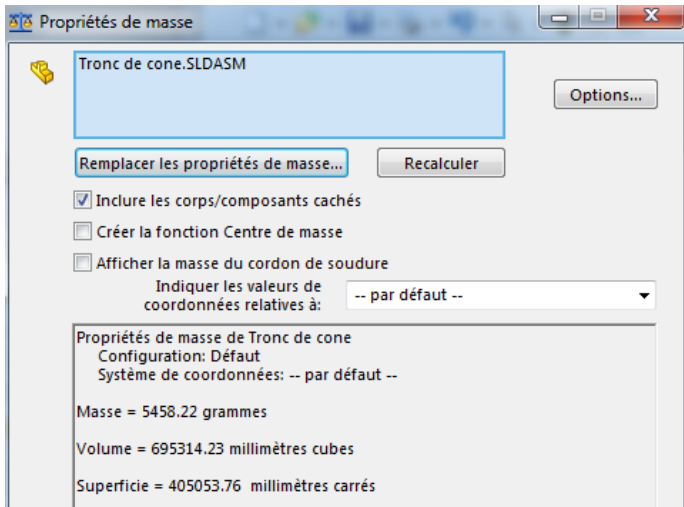 Propriétés de masse
Tronc de cone.SLDASM
Options...
Remplacer les propriétés de masse...
Recalculer
Inclure les corps/composants cachés
Créer la fonction Centre de masse
Afficher la masse du cordon de soudure
Indiquer les valeurs de
coordonnées relatives à:
-- par défaut --
Propriétés de masse de Tronc de cone
Configuration: Défaut
Système de coordonnées: -- par défaut --
Masse = 5458.22 grammes
Volume = 695314.23 millimètres cubes
Superficie = 405053.76 millimètres carrés